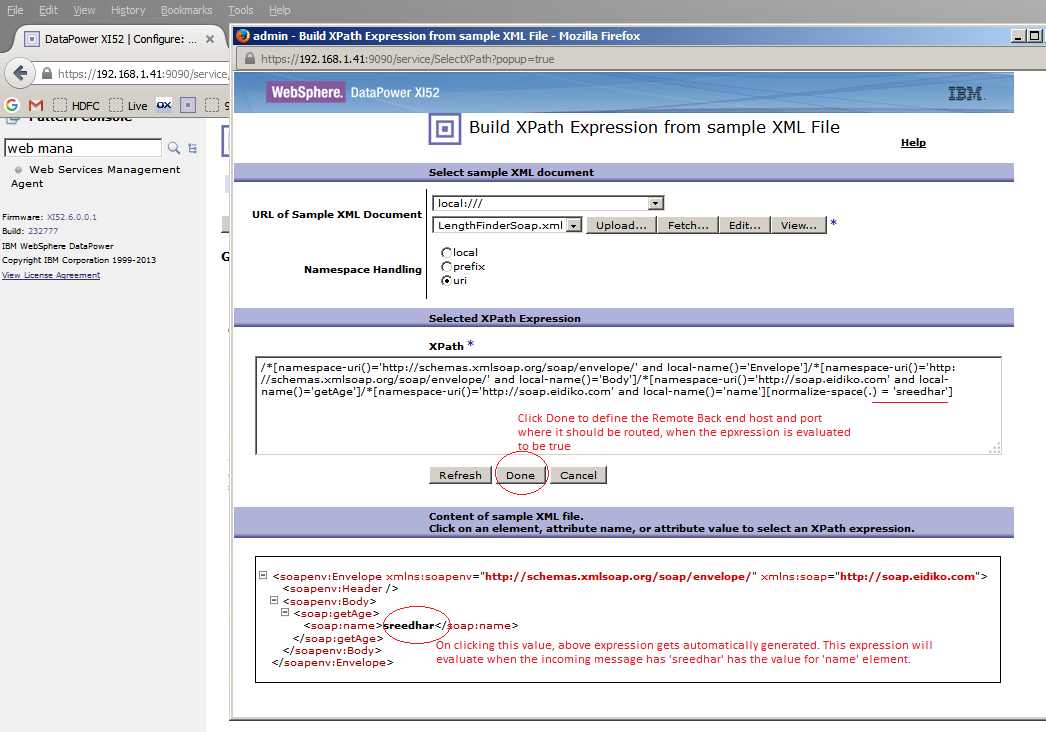 File Edit View History Bookmarks Tools Help
DataPower XI52 | Configure: ... ×
https://192.168.1.41:9090/service
HDFC Live OX 9
Pattern Console
web mana
Web Services Management
Agent
Firmware: XI52.6.0.0.1
Build: 232777
IBM WebSphere DataPower
Copyright IBM Corporation 1999-2013
View License Agreement
G
admin - Build XPath Expression from sample XML File - Mozilla Firefox
https://192.168.1.41:9090/service/SelectXPath?popup=true
WebSphere. DataPower XI52
IBM.
Build XPath Expression from sample XML File
Help
Select sample XML document
URL of Sample XML Document
local:///
LengthFinderSoap.xml Upload... Fetch... Edit... View... *
Namespace Handling
local
prefix
uri
Selected XPath Expression
XPath *
/*[namespace-uri()='http://schemas.xmlsoap.org/soap/envelope/' and local-name()='Envelope']/*[namespace-uri()='http:
//schemas.xmlsoap.org/soap/envelope/' and local-name()='Body']/*[namespace-uri()='http://soap.eidiko.com' and local-
name()='getAge']/*[namespace-uri()='http://soap.eidiko.com' and local-name()='name'][normalize-space(.) = 'sreedhar']
Click Done to define the Remote Back end host and port
where it should be routed, when the epxression is evaluated
to be true
Refresh Done Cancel
Content of sample XML file.
Click on an element, attribute name, or attribute value to select an XPath expression.
<soapenv:Envelope xmlns:soapenv="http://schemas.xmlsoap.org/soap/envelope/" xmlns:soap="http://soap.eidiko.com">
<soapenv:Header />
<soapenv:Body>
<soap:getAge>
<soap:name>sreedhar</soap:name>
</soap:getAge>
</soapenv:Body>
</soapenv:Envelope>
On clicking this value, above expression gets automatically generated. This expression will
evaluate when the incoming message has 'sreedhar' has the value for 'name' element.